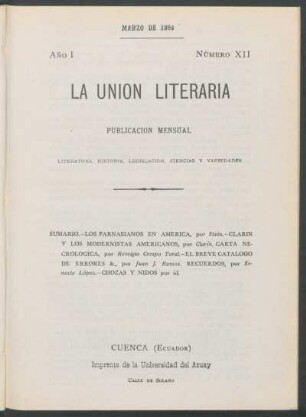 MARZO DE 1894
AÑO I NÚMERO XII
LA UNION LITERARIA
PUBLICACION MENSUAL
LITERATURA, HISTORIA, LEGISLACION, CIENCIAS Y VARIEDADES
SUMARIO.—LOS PARNASIANOS EN AMERICA, por —CLARIN
Y LOS MODERNISTAS AMERICANOS, por Clarín. CARTA NE-
CROLOGICA, por Remigio Crespo Toral.—EL BREVE CATALOGO
DE ERRORES &., por Juan J. Ramos. RECUERDOS, por Er-
nesto López.—CHOZAS Y NIDOS por id.
CUENCA (ECUADOR)
Imprenta de la Universidad del Azuay
CALLE DE SOLANO